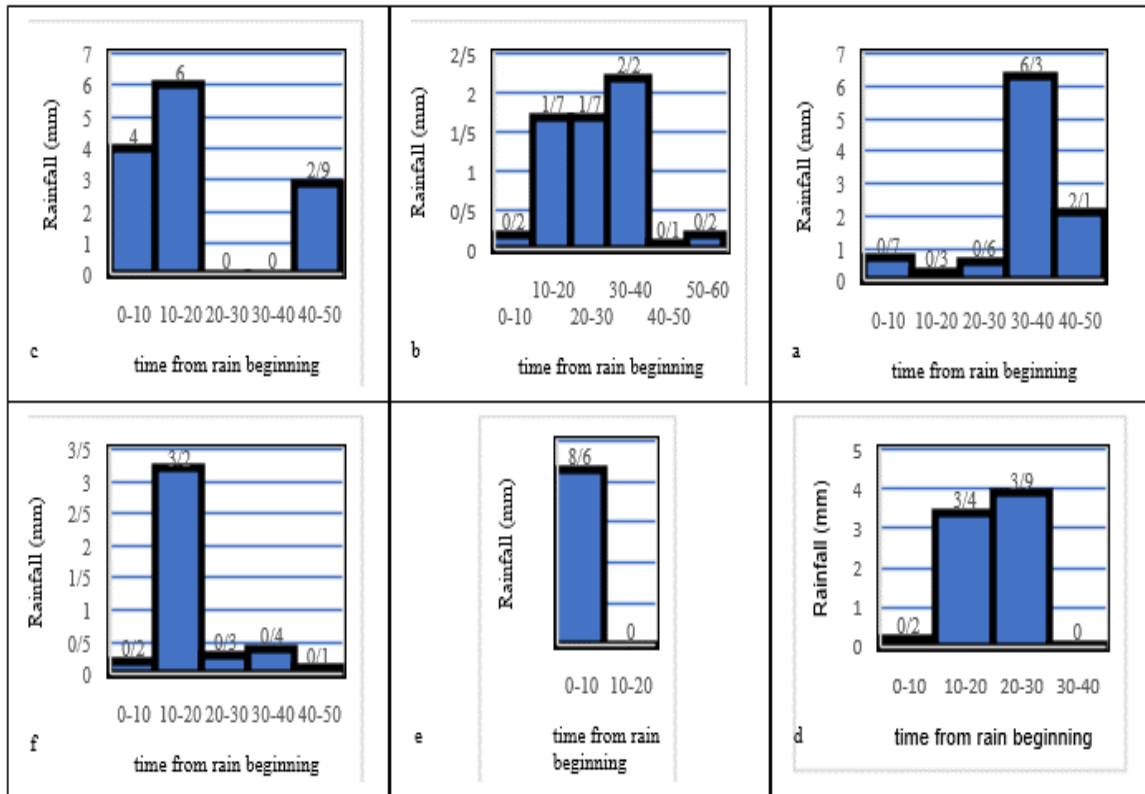 7
6
5
4
3
2
1
0
Rainfall (mm)
4
6
0
0
2/9
0-10 10-20 20-30 30-40 40-50
c
time from rain beginning
2/5
2
1/5
1
0/5
0
Rainfall (mm)
0/2
1/7
1/7
2/2
0/1
0/2
10-20 30-40 50-60
0-10 20-30 40-50
b
time from rain beginning
7
6
5
4
3
2
1
0
Rainfall (mm)
0/7
0/3
0/6
6/3
2/1
0-10 10-20 20-30 30-40 40-50
a
time from rain beginning
3/5
3
2/5
2
1/5
1
0/5
0
Rainfall (mm)
0/2
3/2
0/3
0/4
0/1
0-10 10-20 20-30 30-40 40-50
f
time from rain beginning
Rainfall (mm)
8/6
0
0-10 10-20
e
time from rain
beginning
5
4
3
2
1
0
Rainfall (mm)
0/2
3/4
3/9
0
0-10 10-20 20-30 30-40
d
time from rain beginning